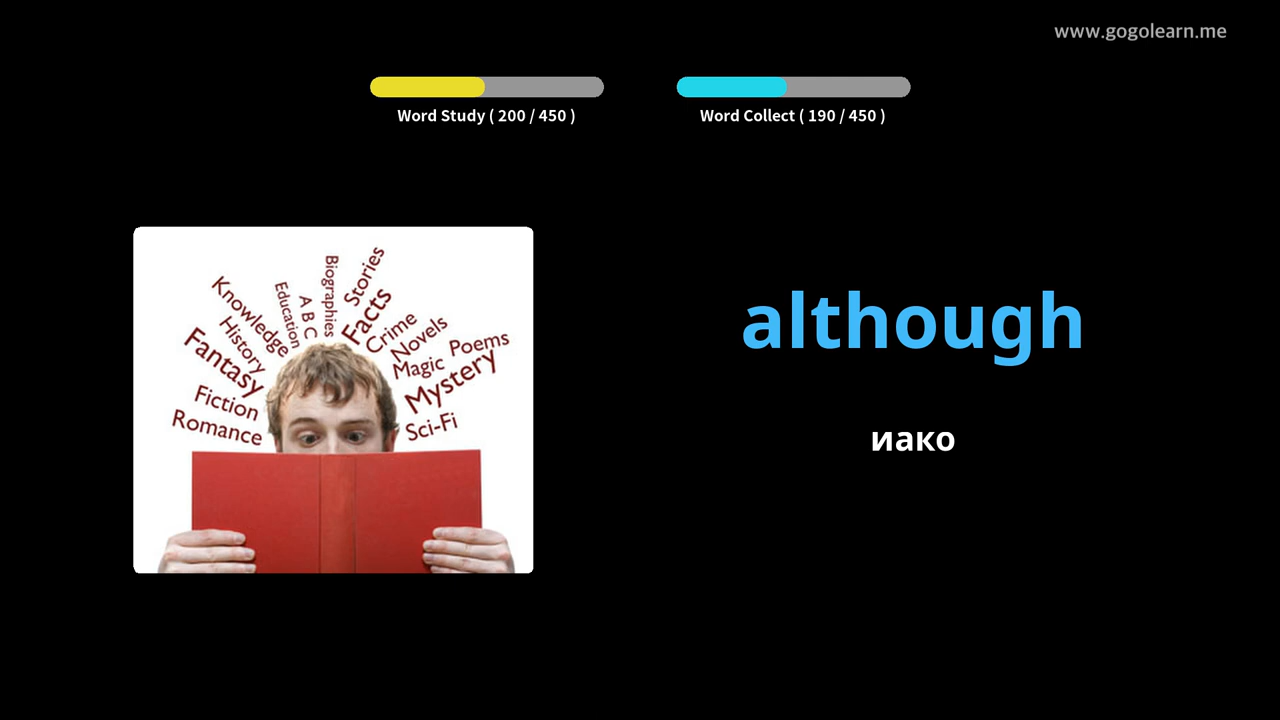 www.gogolearn.me
Word Study ( 200 / 450 )
Word Collect ( 190 / 450 )
Biographies
Stories
Education
A B C
Facts
Knowledge
Crime
History
Novels
Fantasy
Magic
Poems
Mystery
Fiction
Romance
Sci-Fi
although
иако